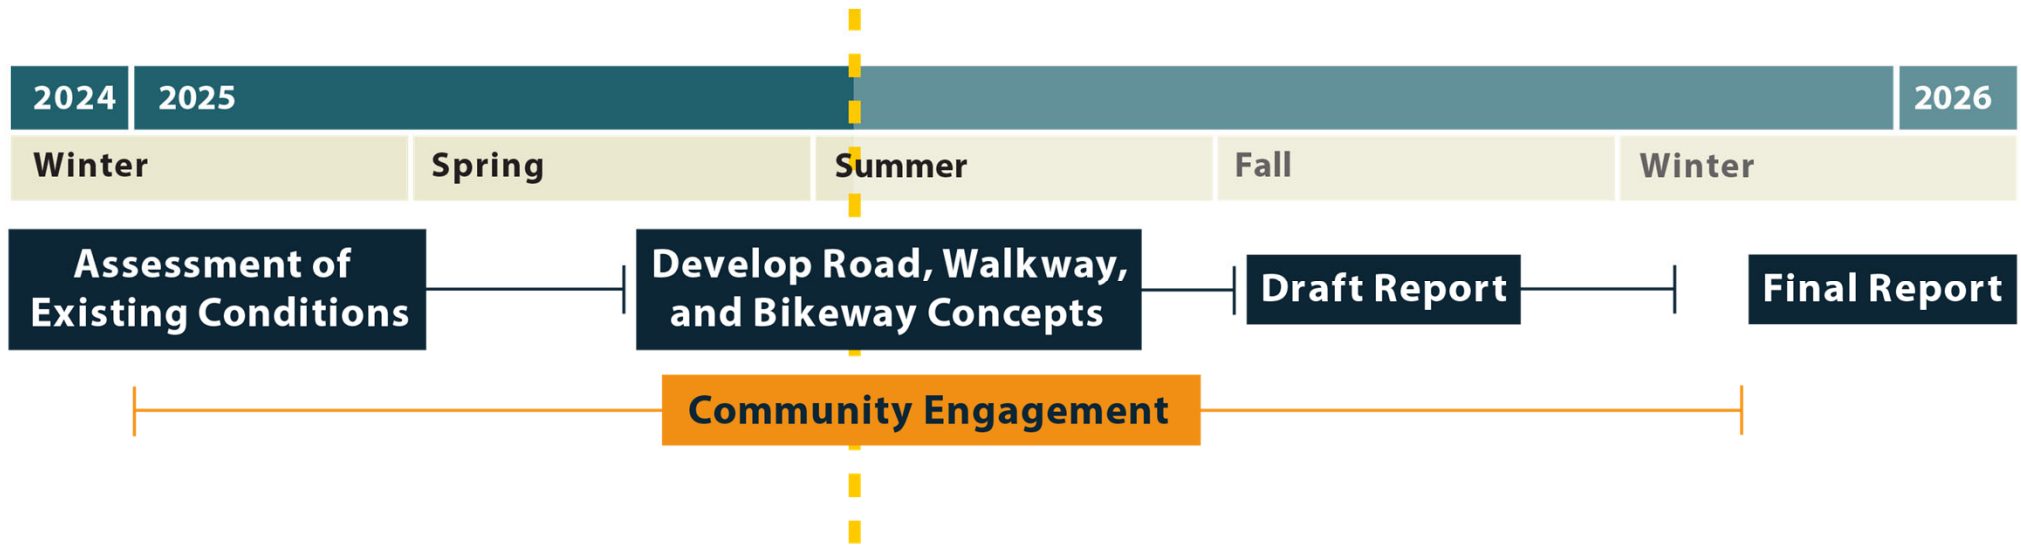 2024 2025 2026
Winter Spring Summer Fall Winter
Assessment of
Existing Conditions
Develop Road, Walkway,
and Bikeway Concepts
Draft Report
Final Report
Community Engagement